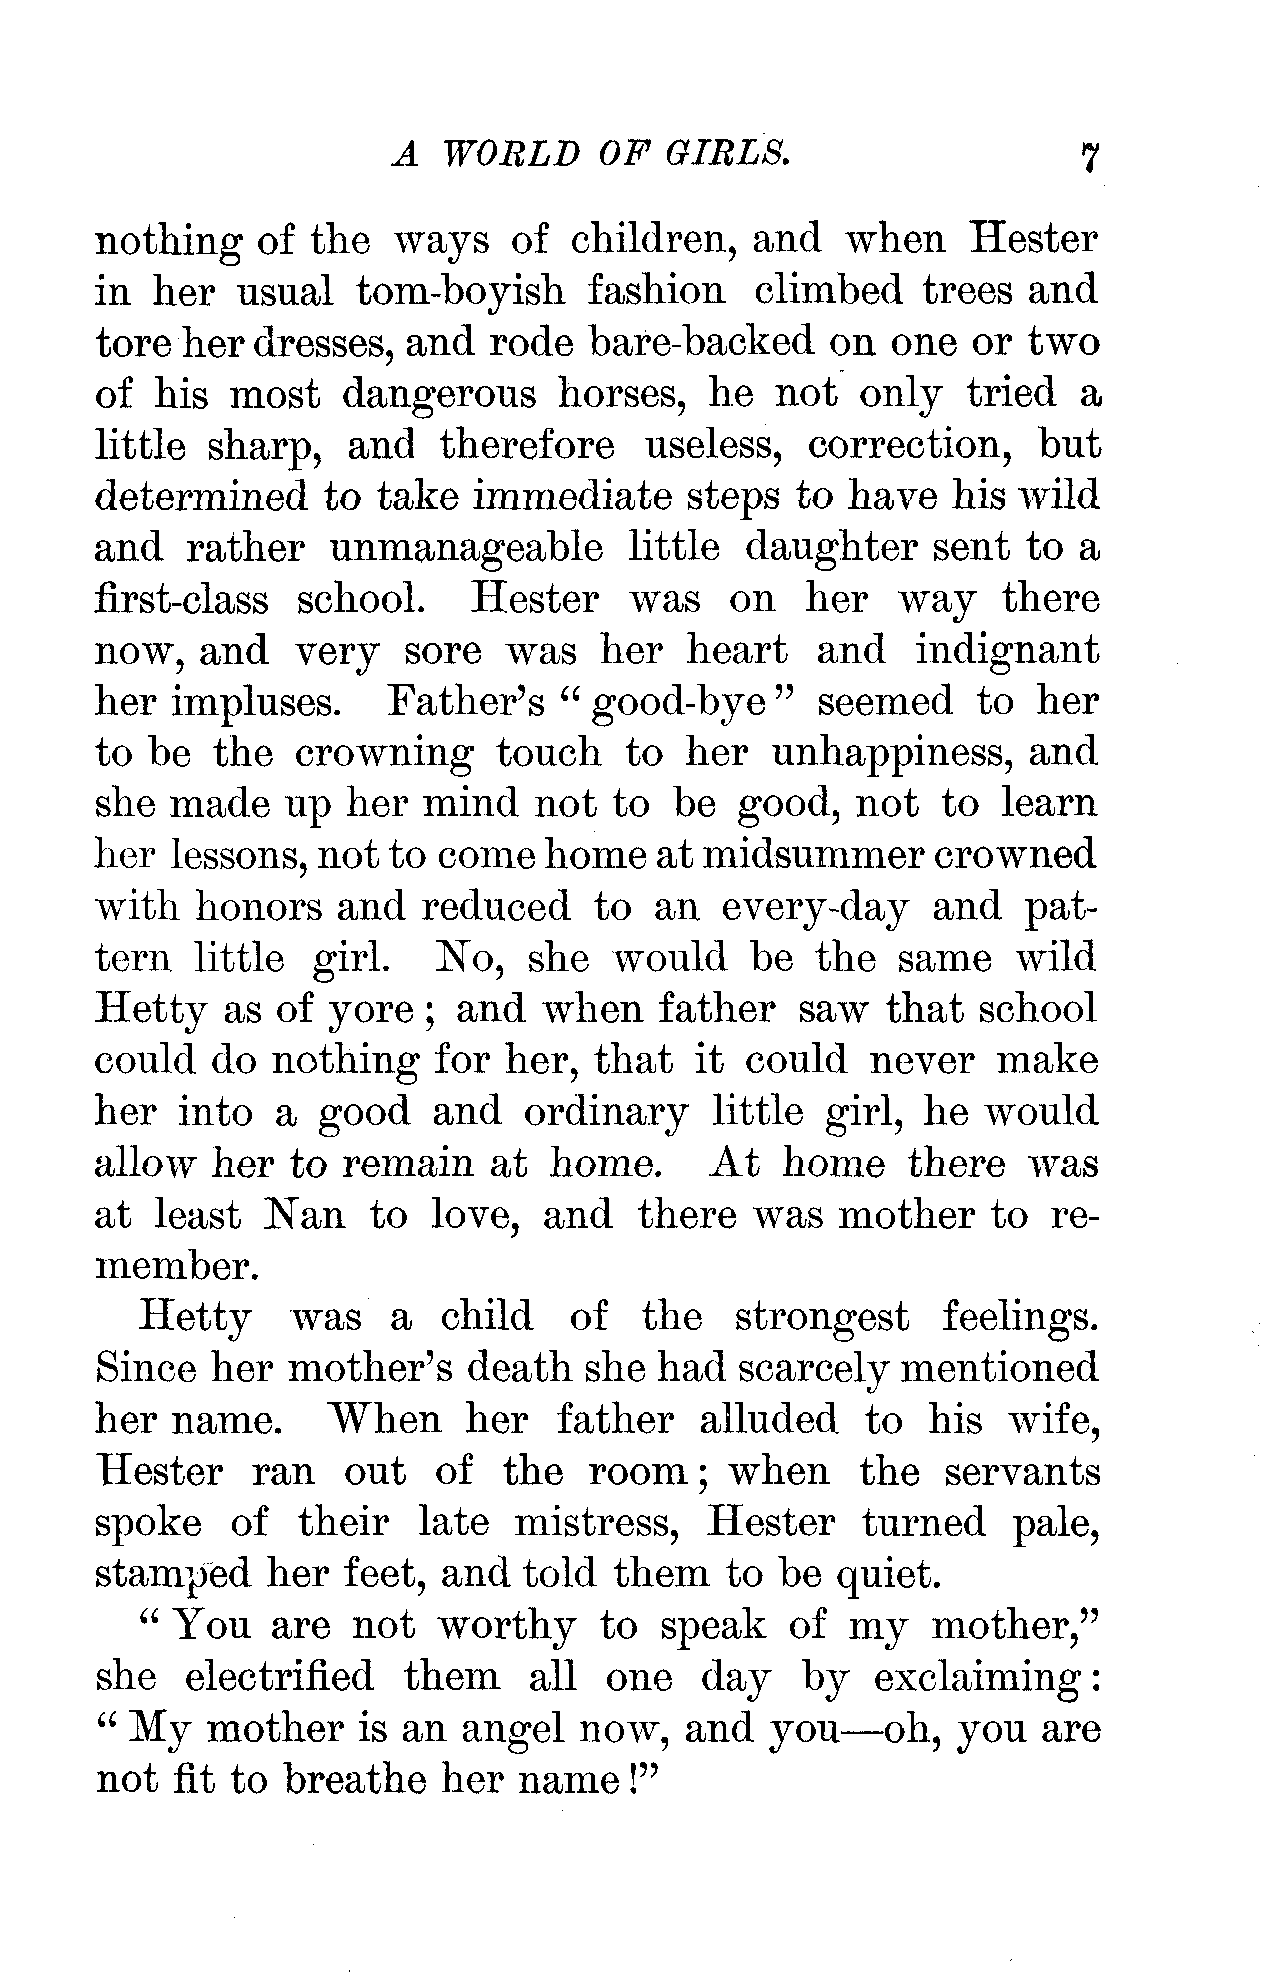 A WORLD OF GIRLS. 7
nothing of the ways of children, and when Hester
in her usual tom-boyish fashion climbed trees and
tore her dresses, and rode bare-backed on one or two
of his most dangerous horses, he not only tried a
little sharp, and therefore useless, correction, but
determined to take immediate steps to have his wild
and rather unmanageable little daughter sent to a
first-class school. Hester was on her way there
now, and very sore was her heart and indignant
her impluses. Father's “ good-bye ” seemed to her
to be the crowning touch to her unhappiness, and
she made up her mind not to be good, not to learn
her lessons, not to come home at midsummer crowned
with honors and reduced to an every-day and pat-
tern little girl. No, she would be the same wild
Hetty as of yore ; and when father saw that school
could do nothing for her, that it could never make
her into a good and ordinary little girl, he would
allow her to remain at home. At home there was
at least Nan to love, and there was mother to re-
member.
Hetty was a child of the strongest feelings.
Since her mother's death she had scarcely mentioned
her name. When her father alluded to his wife,
Hester ran out of the room ; when the servants
spoke of their late mistress, Hester turned pale,
stamped her feet, and told them to be quiet.
“ You are not worthy to speak of my mother,”
she electrified them all one day by exclaiming :
“ My mother is an angel now, and you—oh, you are
not fit to breathe her name !”